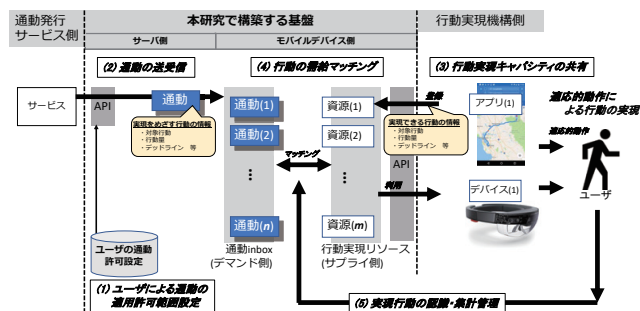 通動発行
サービス側
本研究で構築する基盤
行動実現機構側
サーバ側
モバイルデバイス側
(2) 通動の送受信
(4) 行動の需給マッチング
(3) 行動実現キャパシティの共有
サービス
API
通動
通動(1)
通動(2)
⋮
通動(n)
資源(1)
資源(2)
⋮
資源(m)
登録
アプリ(1)
適応的動作
による行動の実現
実現をめざす行動の情報
・対象行動
・行動量
・デッドライン 等
実現できる行動の情報
・対象行動
・行動量
・デッドライン 等
マッチング
API
利用
適応的動作
デバイス(1)
ユーザ
ユーザの通動
許可設定
通動inbox
(デマンド側)
行動実現リソース
(サプライ側)
(1) ユーザによる通動の
適用許可範囲設定
(5) 実現行動の認識・集計管理